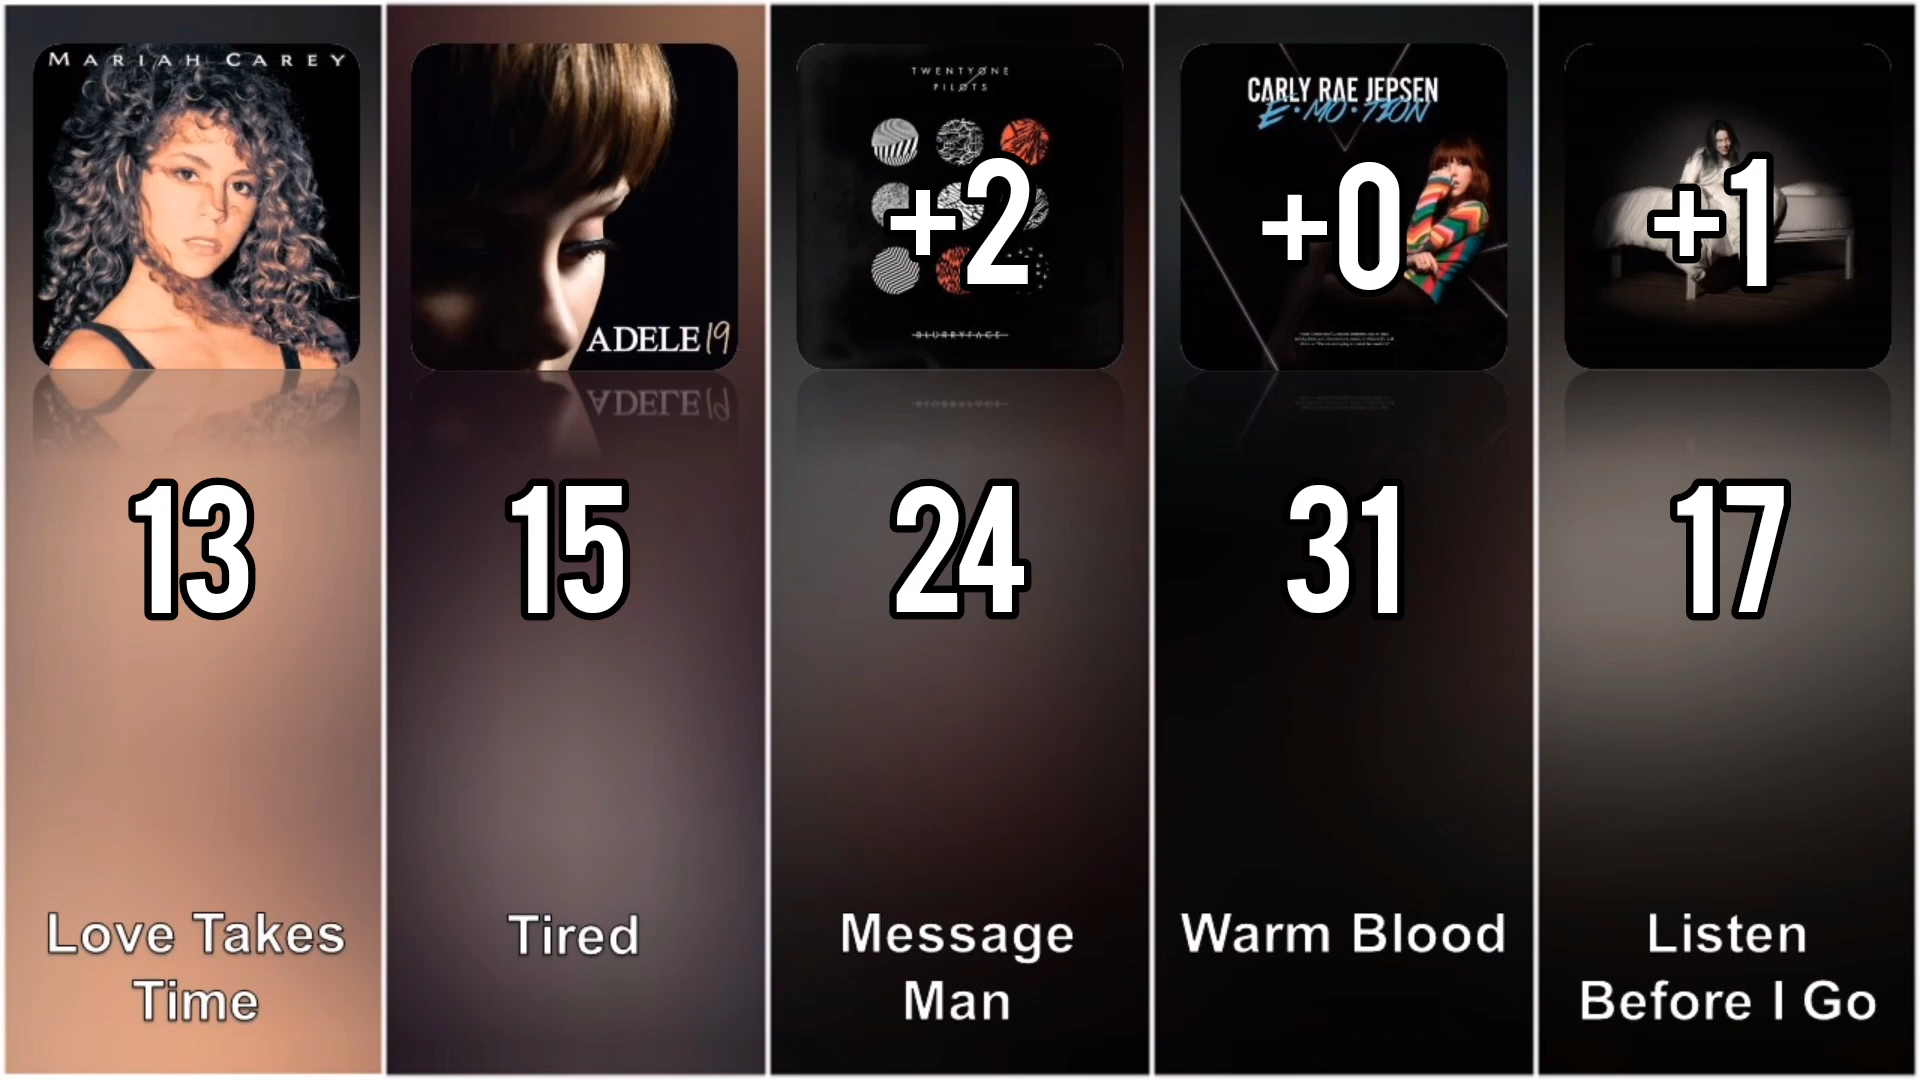 MARIAH CAREY
13
Love Takes
Time
ADELE 19
15
Tired
TWENTY ONE
PILOTS
+2
BLURRYFACE
24
Message
Man
CARLY RAE JEPSEN
E•MO•TION
+0
31
Warm Blood
+1
17
Listen
Before I Go